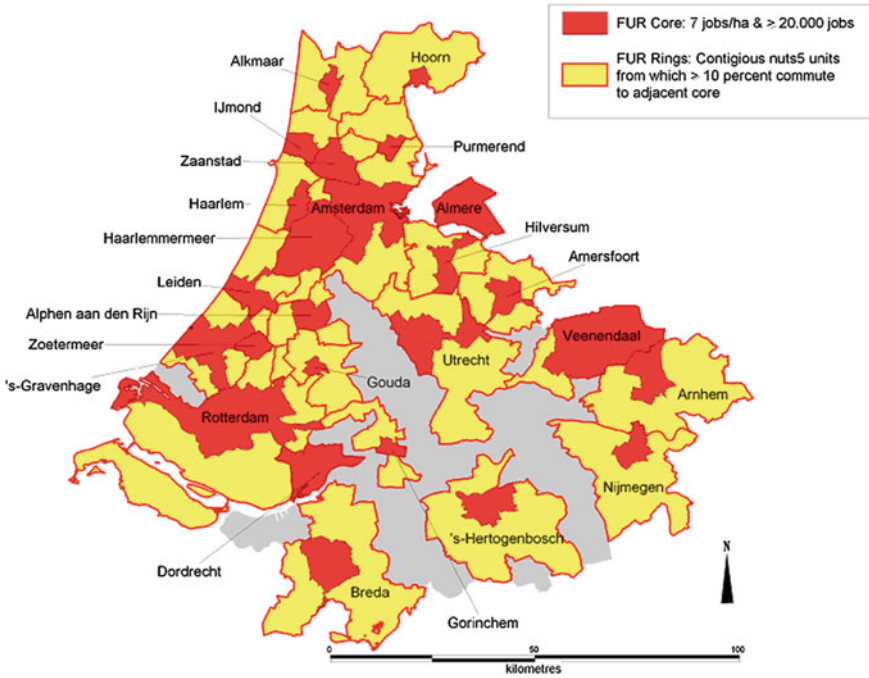 FUR Core: 7 jobs/ha & ≥ 20.000 jobs
FUR Rings: Contigious nuts5 units
from which ≥ 10 percent commute
to adjacent core
Alkmaar
Hoorn
IJmond
Purmerend
Zaanstad
Haarlem
Amsterdam
Almere
Haarlemmermeer
Hilversum
Amersfoort
Leiden
Alphen aan den Rijn
Veenendaal
Zoetermeer
Utrecht
's-Gravenhage
Gouda
Arnhem
Rotterdam
Nijmegen
's-Hertogenbosch
Dordrecht
Breda
Gorinchem
N
0 50 100
kilometres